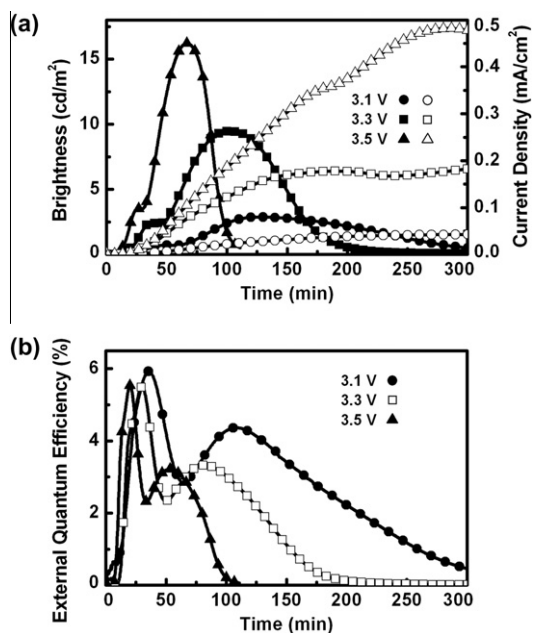 (a)
15
10
5
0
Brightness (cd/m²)
0.5
0.4
0.3
0.2
0.1
0.0
Current Density (mA/cm²)
3.1 V
3.3 V
3.5 V
0 50 100 150 200 250 300
Time (min)
(b)
6
4
2
0
External Quantum Efficiency (%)
3.1 V
3.3 V
3.5 V
0 50 100 150 200 250 300
Time (min)